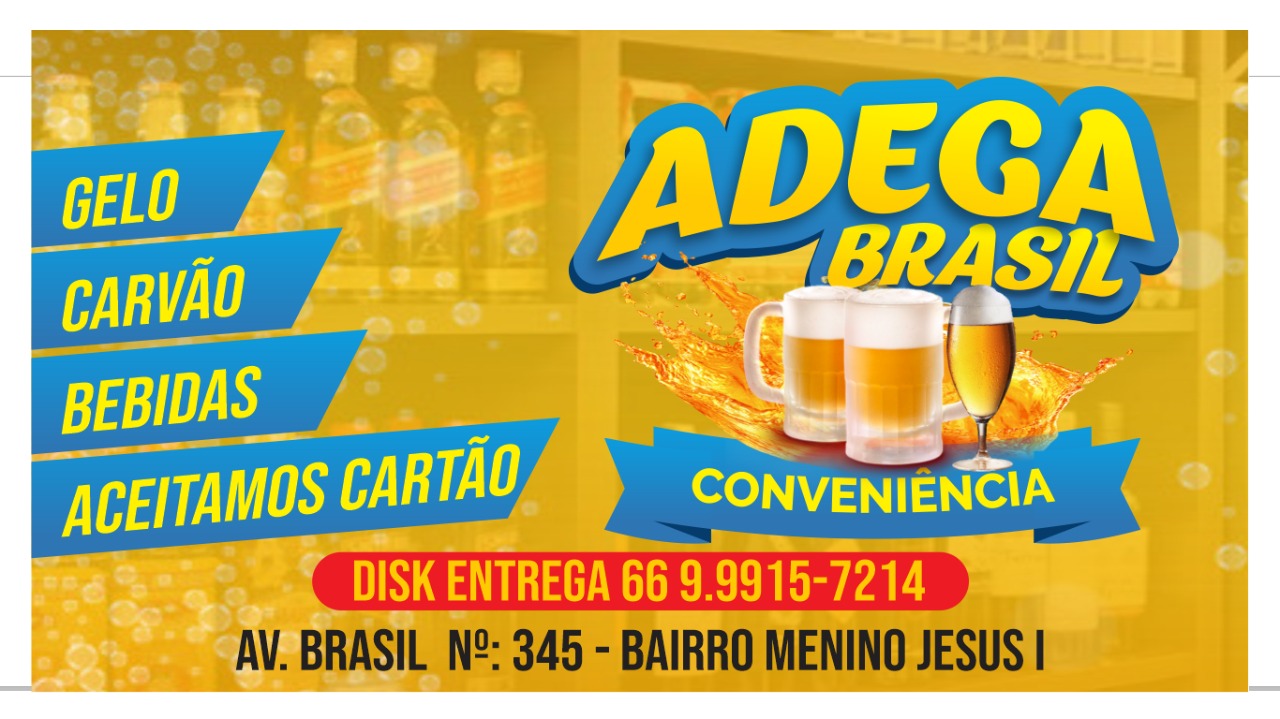 GELO
CARVÃO
BEBIDAS
ACEITAMOS CARTÃO
ADEGA
BRASIL
CONVENIÊNCIA
DISK ENTREGA 66 9.9915-7214
AV. BRASIL Nº: 345 - BAIRRO MENINO JESUS I